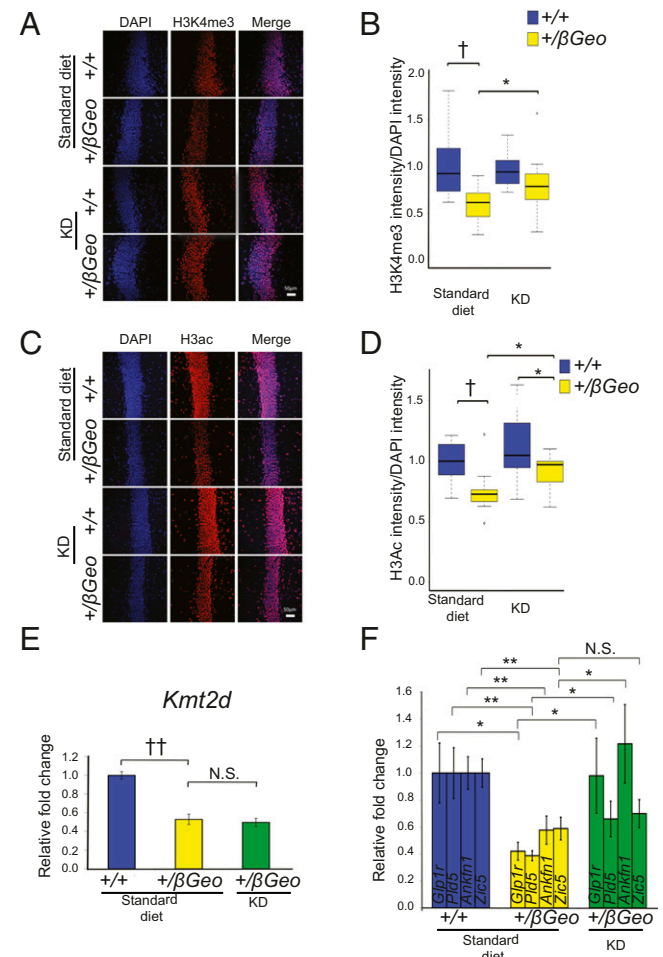 A
DAPI H3K4me3 Merge
Standard diet
+/+
+/βGeo
KD
+/+
+/βGeo
50μm
B
+/+
+/βGeo
†
*
H3K4me3 intensity/DAPI intensity
2.0
1.5
1.0
0.5
0.0
Standard
diet
KD
C
DAPI H3ac Merge
Standard diet
+/+
+/βGeo
KD
+/+
+/βGeo
50μm
D
+/+
+/βGeo
*
†
*
H3Ac intensity/DAPI intensity
1.5
1.0
0.5
0.0
Standard
diet
KD
E
Kmt2d
Relative fold change
1.2
1.0
0.8
0.6
0.4
0.2
0.0
††
N.S.
+/+ +/βGeo +/βGeo
Standard
diet
KD
F
N.S.
**
**
*
**
*
*
*
Relative fold change
1.6
1.4
1.2
1.0
0.8
0.6
0.4
0.2
0.0
Glp1r
Pld5
Ankfn1
Zic5
Glp1r
Pld5
Ankfn1
Zic5
Glp1r
Pld5
Ankfn1
Zic5
+/+ +/βGeo +/βGeo
Standard
diet
KD